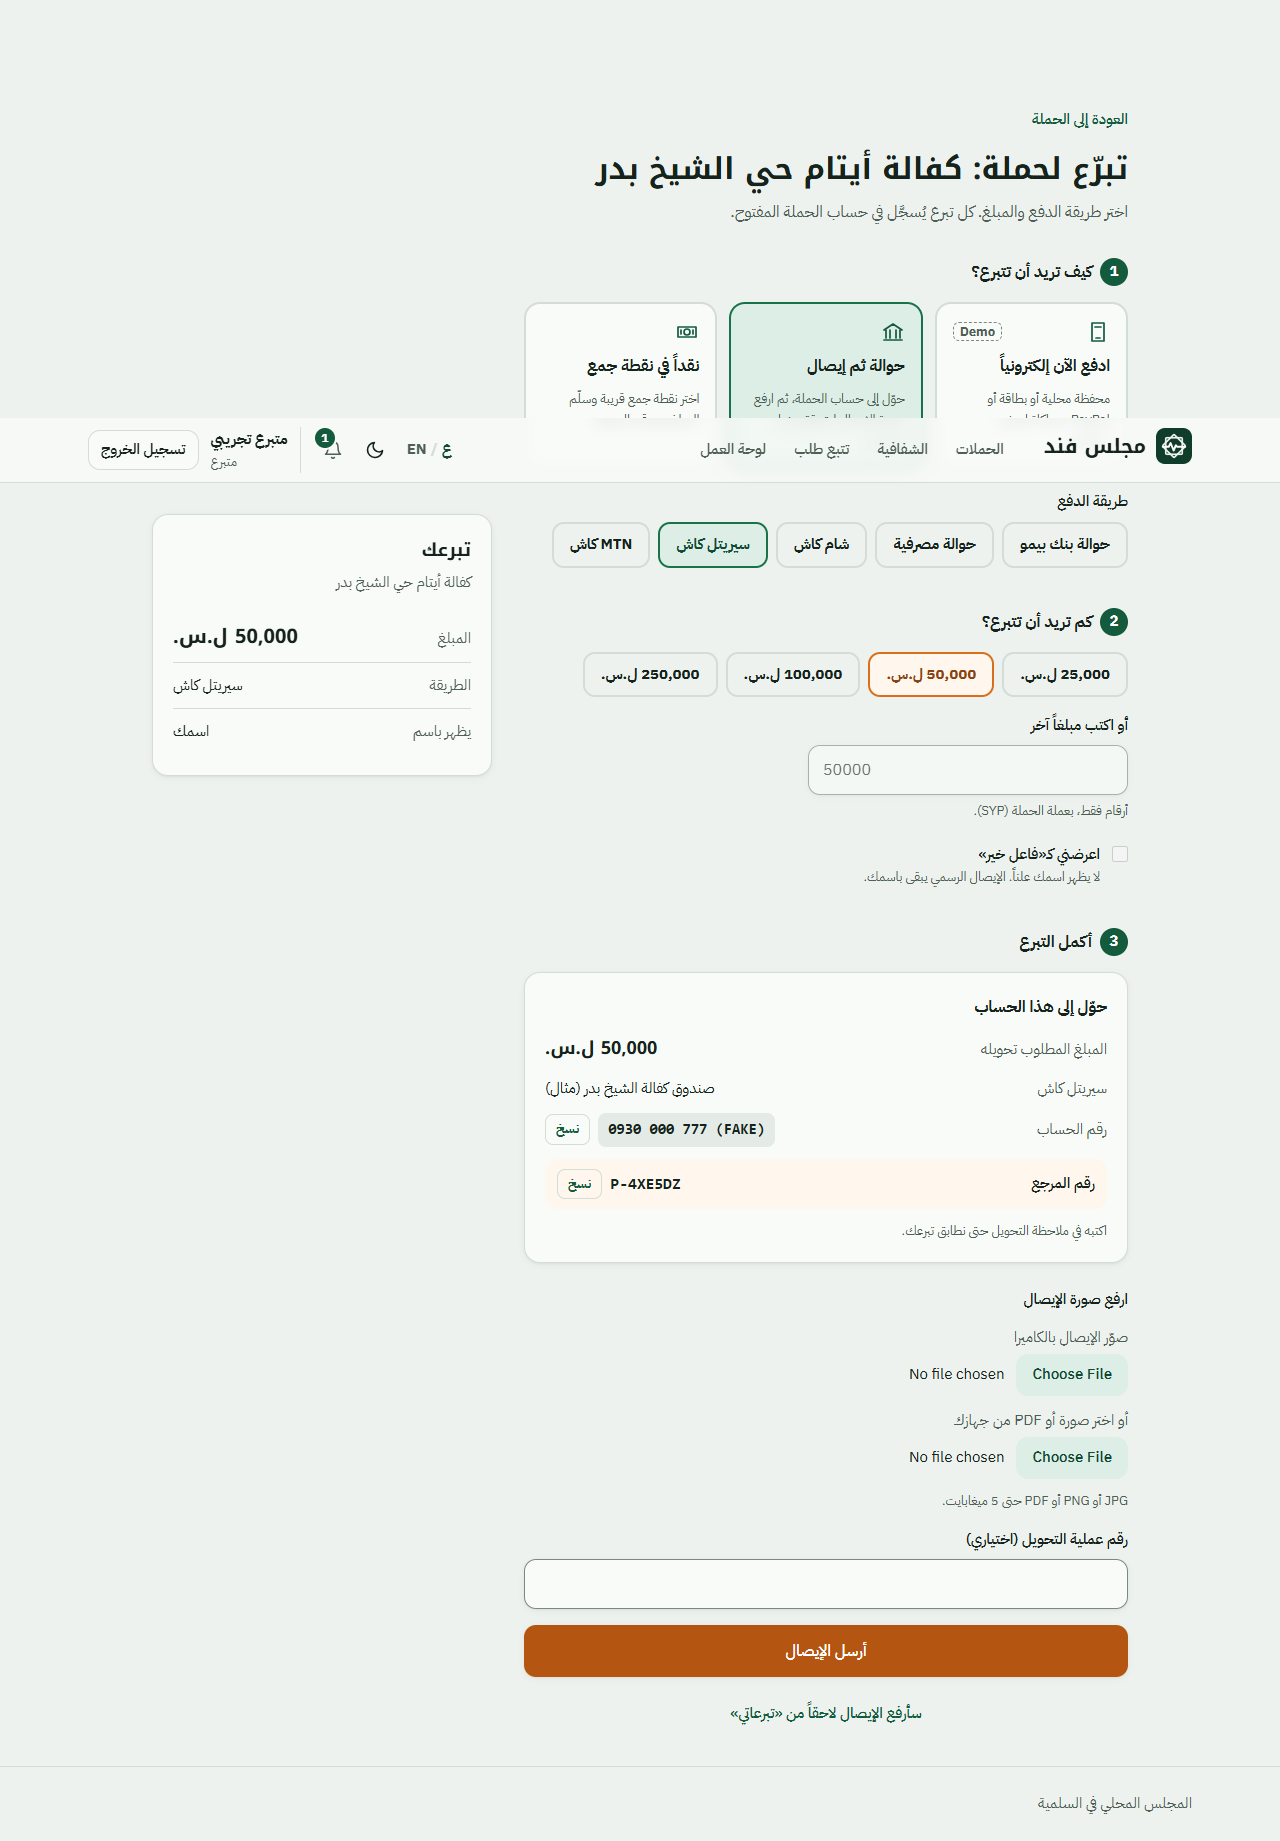 العودة إلى الحملة
تبرّع لحملة: كفالة أيتام حي الشيخ بدر
اختر طريقة الدفع والمبلغ. كل تبرع يُسجَّل في حساب الحملة المفتوح.
1 كيف تريد أن تتبرع؟
Demo
ادفع الآن إلكترونياً
محفظة محلية أو بطاقة أو
حوالة ثم إيصال
حوّل إلى حساب الحملة، ثم ارفع
نقداً في نقطة جمع
اختر نقطة جمع قريبة وسلّم
مجلس فند
الحملات
الشفافية
تتبع طلب
لوحة العمل
ع / EN
1
متبرع تجريبي
متبرع
تسجيل الخروج
طريقة الدفع
حوالة بنك بيمو
حوالة مصرفية
شام كاش
سيريتل كاش
MTN كاش
تبرعك
كفالة أيتام حي الشيخ بدر
المبلغ 50,000 ل.س.
الطريقة سيريتل كاش
يظهر باسم اسمك
2 كم تريد أن تتبرع؟
25,000 ل.س.
50,000 ل.س.
100,000 ل.س.
250,000 ل.س.
أو اكتب مبلغاً آخر
50000
أرقام فقط، بعملة الحملة (SYP).
اعرضني كـ«فاعل خير»
لا يظهر اسمك علناً. الإيصال الرسمي يبقى باسمك.
3 أكمل التبرع
حوّل إلى هذا الحساب
المبلغ المطلوب تحويله 50,000 ل.س.
سيريتل كاش صندوق كفالة الشيخ بدر (مثال)
رقم الحساب 0930 000 777 (FAKE) نسخ
رقم المرجع P-4XE5DZ نسخ
اكتبه في ملاحظة التحويل حتى نطابق تبرعك.
ارفع صورة الإيصال
صوّر الإيصال بالكاميرا
Choose File No file chosen
أو اختر صورة أو PDF من جهازك
Choose File No file chosen
JPG أو PNG أو PDF حتى 5 ميغابايت.
رقم عملية التحويل (اختياري)
أرسل الإيصال
سأرفع الإيصال لاحقاً من «تبرعاتي»
المجلس المحلي في السلمية